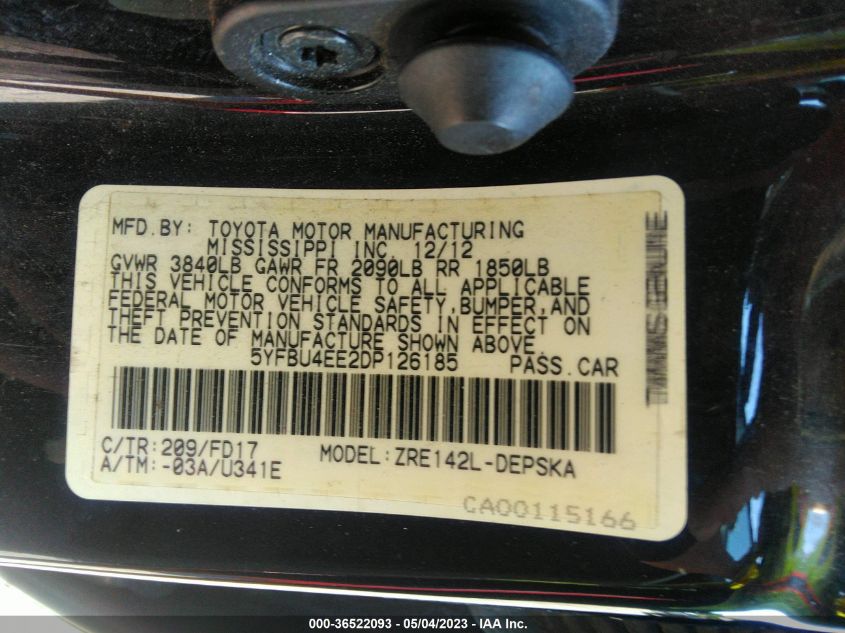 MFD.BY: TOYOTA MOTOR MANUFACTURING
MISSISSIPPI INC. 12/12
GVWR 3840LB GAWR FR 2090LB RR 1850LB
THIS VEHICLE CONFORMS TO ALL APPLICABLE
FEDERAL MOTOR VEHICLE SAFETY,BUMPER,AND
THEFT PREVENTION STANDARDS IN EFFECT ON
THE DATE OF MANUFACTURE SHOWN ABOVE.
5YFBU4EE2DP126185 PASS.CAR
C/TR:209/FD17
A/TM:-03A/U341E
MODEL:ZRE142L-DEPSKA
CA00115166
000-36522093 - 05/04/2023 - IAA Inc.